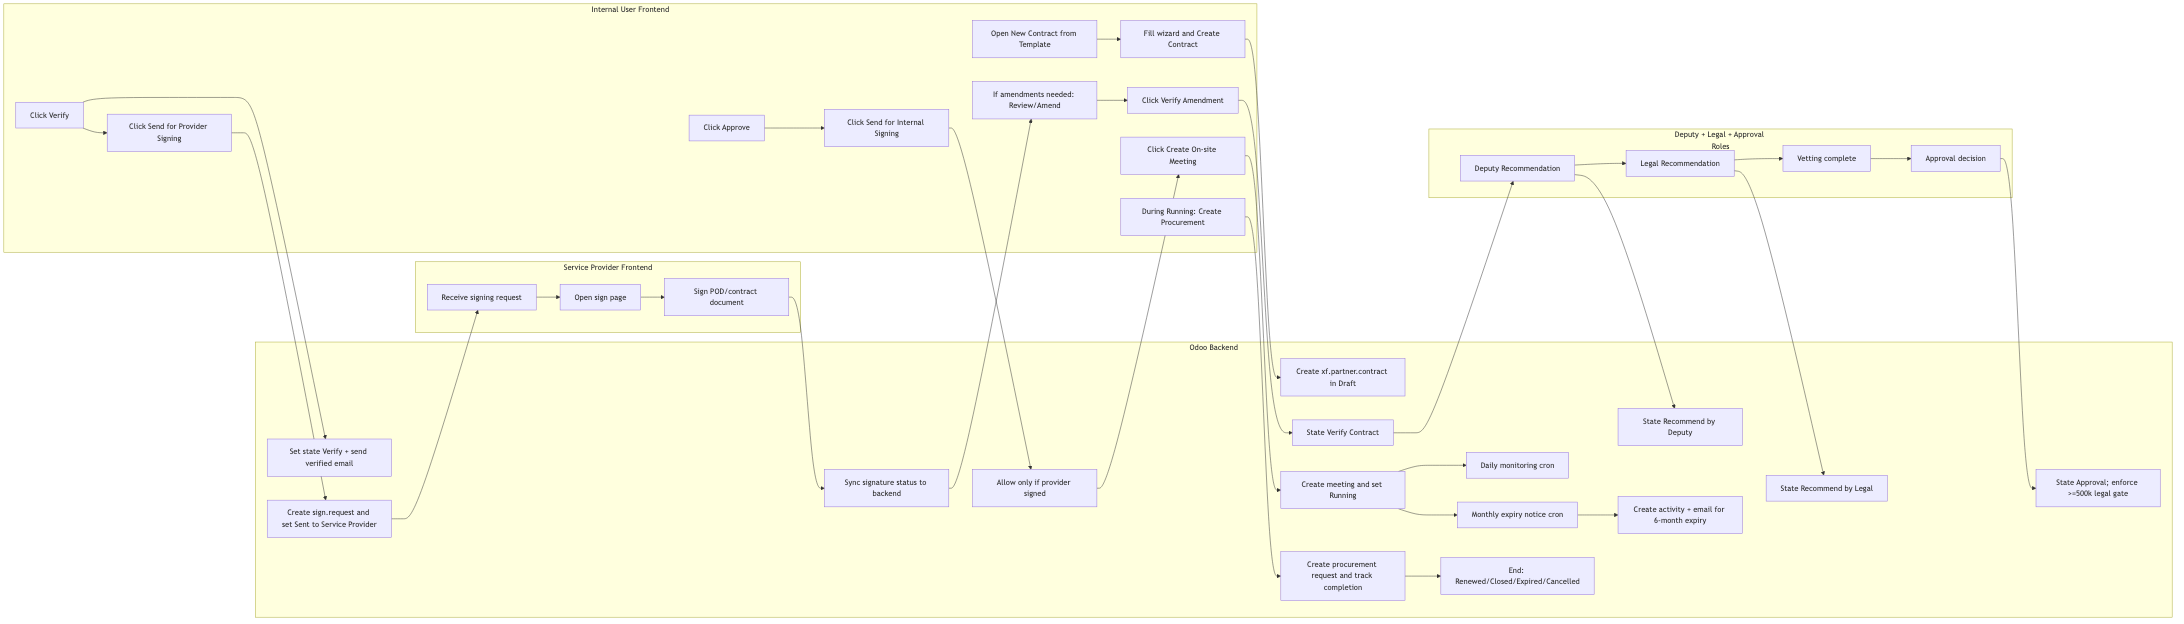 Internal User Frontend
Open New Contract from
Template
Fill wizard and Create
Contract
If amendments needed:
Review/Amend
Click Verify Amendment
Click Verify
Click Send for Provider
Signing
Click Approve
Click Send for Internal
Signing
Click Create On-site
Meeting
During Running: Create
Procurement
Deputy + Legal + Approval
Roles
Deputy Recommendation
Legal Recommendation
Vetting complete
Approval decision
Service Provider Frontend
Receive signing request
Open sign page
Sign POD/contract
document
Odoo Backend
Create xf.partner.contract
in Draft
State Verify Contract
State Recommend by
Deputy
Set state Verify + send
verified email
Create sign.request and
set Sent to Service Provider
Sync signature status to
backend
Allow only if provider
signed
Create meeting and set
Running
Daily monitoring cron
Monthly expiry notice cron
Create activity + email for
6-month expiry
State Recommend by Legal
State Approval; enforce
>=500k legal gate
Create procurement
request and track
completion
End:
Renewed/Closed/Expired/Cancelled